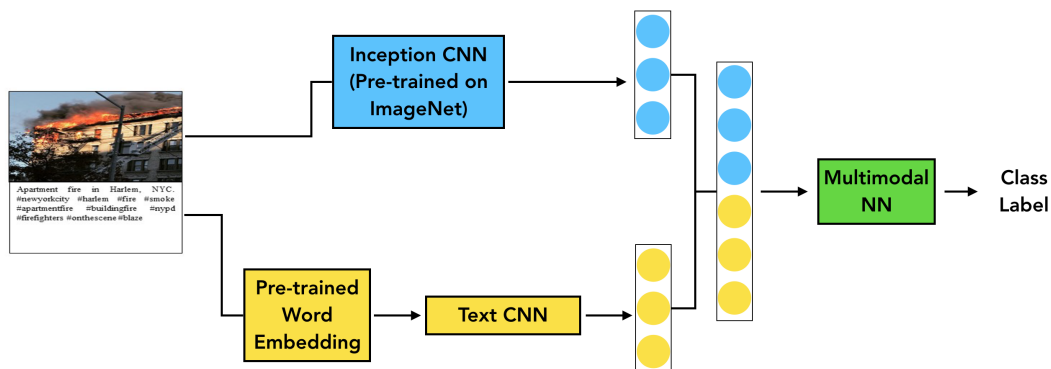 Inception CNN
(Pre-trained on
ImageNet)
Apartment fire in Harlem, NYC.
#newyorkcity #harlem #fire #smoke
#apartmentfire #buildingfire #nypd
#firefighters #onthescene #blaze
Multimodal
NN
Class
Label
Pre-trained
Word
Embedding
Text CNN